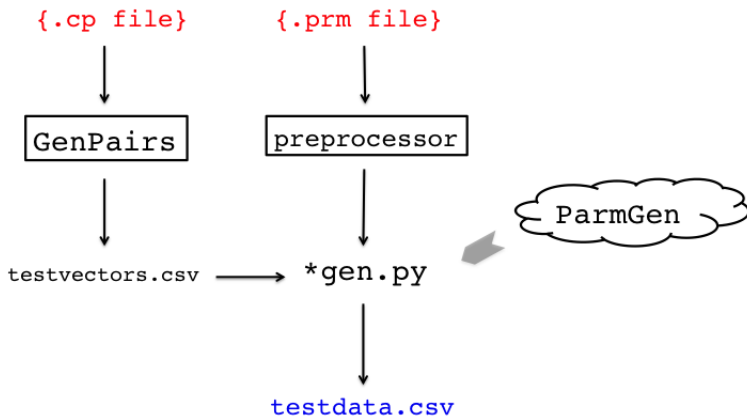 {.cp file}
{.prm file}
GenPairs
preprocessor
ParmGen
testvectors.csv
*gen.py
testdata.csv